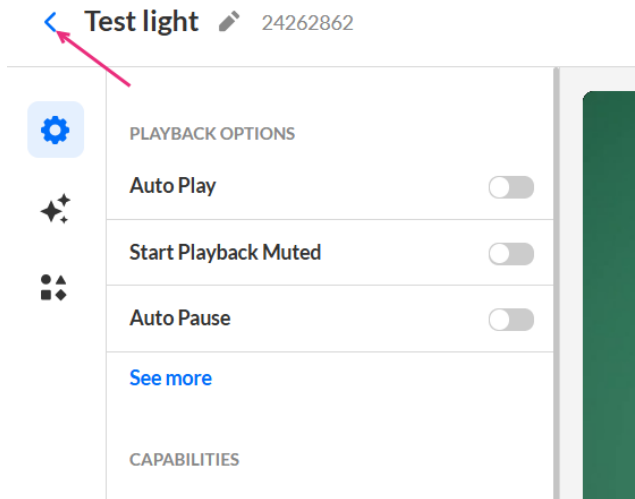 Test light 24262862
PLAYBACK OPTIONS
Auto Play
Start Playback Muted
Auto Pause
See more
CAPABILITIES